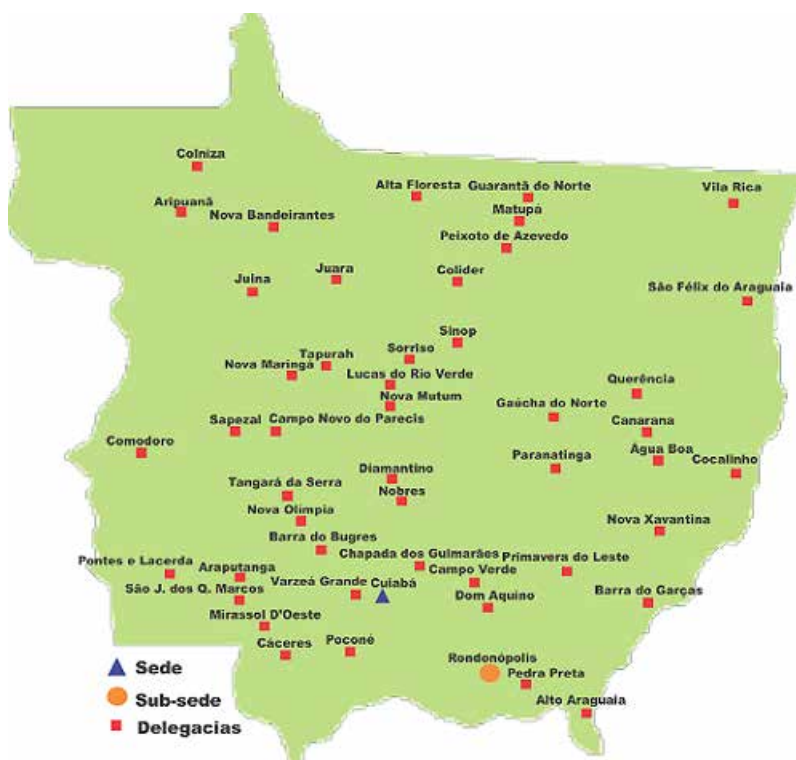 Colniza
Alta Floresta
Guarantã do Norte
Vila Rica
Aripuanã
Nova Bandeirantes
Matupá
Peixoto de Azevedo
Juina
Juara
Colider
São Félix do Araguaia
Sinop
Sorriso
Tapurah
Nova Maringá
Lucas do Rio Verde
Querência
Nova Mutum
Gaúcha do Norte
Sapezal
Campo Novo do Parecis
Canarana
Comodoro
Paranatinga
Água Boa
Cocalinho
Diamantino
Tangará da Serra
Nobres
Nova Olímpia
Nova Xavantina
Barra do Bugres
Chapada dos Guimarães
Primavera do Leste
Pontes e Lacerda
Araputanga
Campo Verde
São J. dos Q. Marcos
Varzeá Grande
Cuiabá
Dom Aquino
Barra do Garças
Mirassol D'Oeste
Cáceres
Poconé
Rondonópolis
Pedra Preta
Alto Araguaia
Sede
Sub-sede
Delegacias